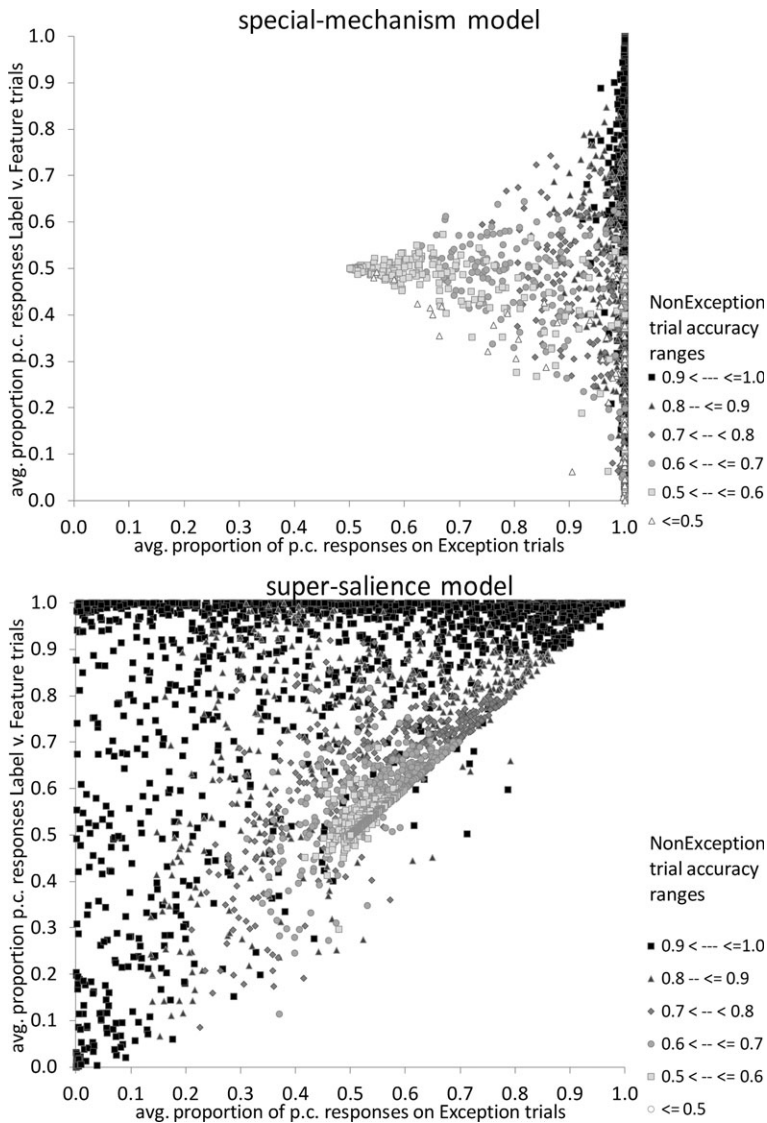 special-mechanism model
avg. proportion p.c. responses Label v. Feature trials
1.0
0.9
0.8
0.7
0.6
0.5
0.4
0.3
0.2
0.1
0.0
0.0 0.1 0.2 0.3 0.4 0.5 0.6 0.7 0.8 0.9 1.0
avg. proportion of p.c. responses on Exception trials
NonException
trial accuracy
ranges
0.9 < --- <=1.0
0.8 -- <= 0.9
0.7 < -- < 0.8
0.6 < -- <= 0.7
0.5 < -- <= 0.6
<=0.5
super-salience model
avg. proportion p.c. responses Label v. Feature trials
1.0
0.9
0.8
0.7
0.6
0.5
0.4
0.3
0.2
0.1
0.0
0.0 0.1 0.2 0.3 0.4 0.5 0.6 0.7 0.8 0.9 1.0
avg. proportion of p.c. responses on Exception trials
NonException
trial accuracy
ranges
0.9 < --- <=1.0
0.8 -- <= 0.9
0.7 < -- < 0.8
0.6 < -- <= 0.7
0.5 < -- <= 0.6
<= 0.5